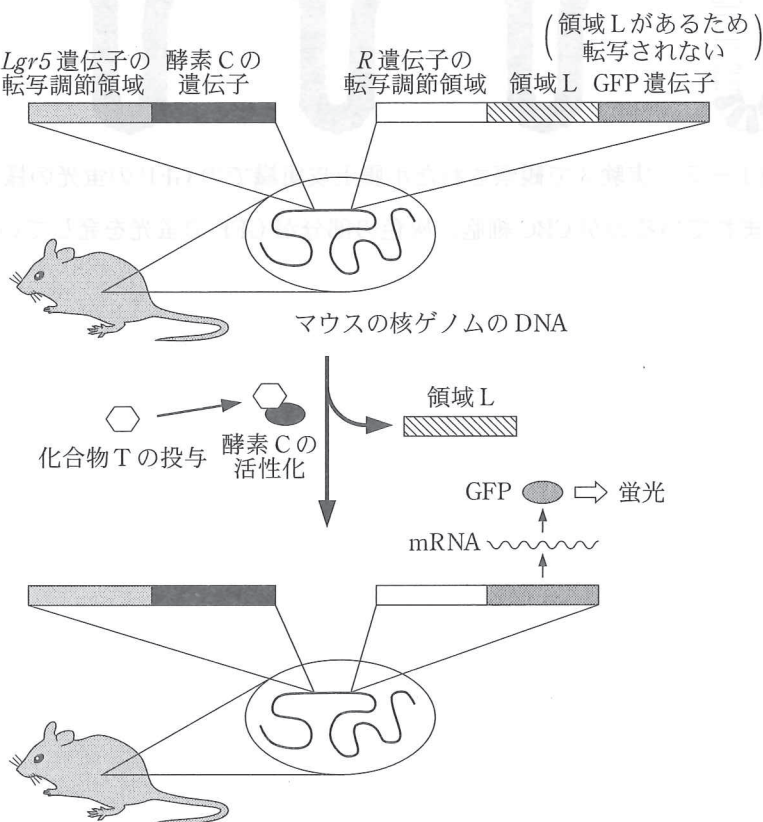 (領域Lがあるため
転写されない)
Lgr5遺伝子の 酵素Cの
転写調節領域 遺伝子
R遺伝子の
転写調節領域 領域L GFP遺伝子
マウスの核ゲノムのDNA
領域L
化合物Tの投与
酵素Cの
活性化
GFP 蛍光
mRNA